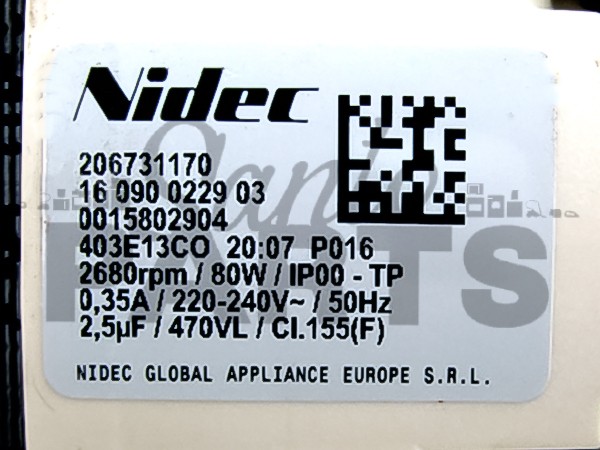 Nidec
206731170
16 090 0229 03
0015802904
403E13CO 20:07 P016
2680rpm / 80W / IP00 - TP
0,35A / 220-240V~ / 50Hz
2,5µF / 470VL / Cl.155(F)
NIDEC GLOBAL APPLIANCE EUROPE S.R.L.
PARTS